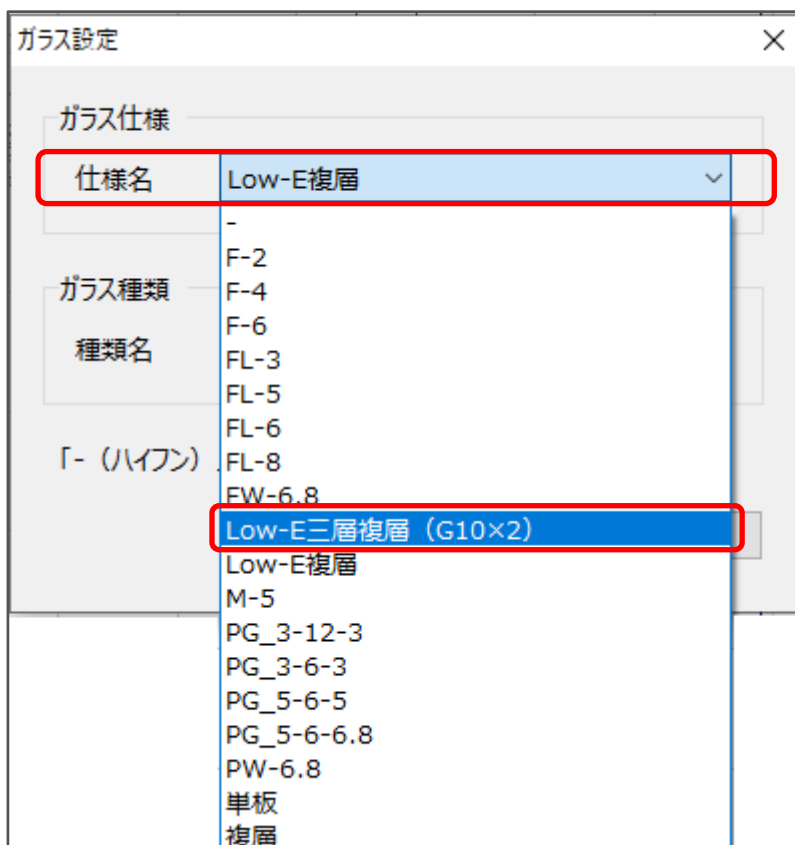 ガラス設定
ガラス仕様
仕様名 Low-E複層
-
F-2
ガラス種類
F-4
F-6
種類名
FL-3
FL-5
FL-6
「-（ハイフン）
FL-8
FW-6.8
Low-E三層複層（G10×2）
Low-E複層
M-5
PG_3-12-3
PG_3-6-3
PG_5-6-5
PG_5-6-6.8
PW-6.8
単板
複層